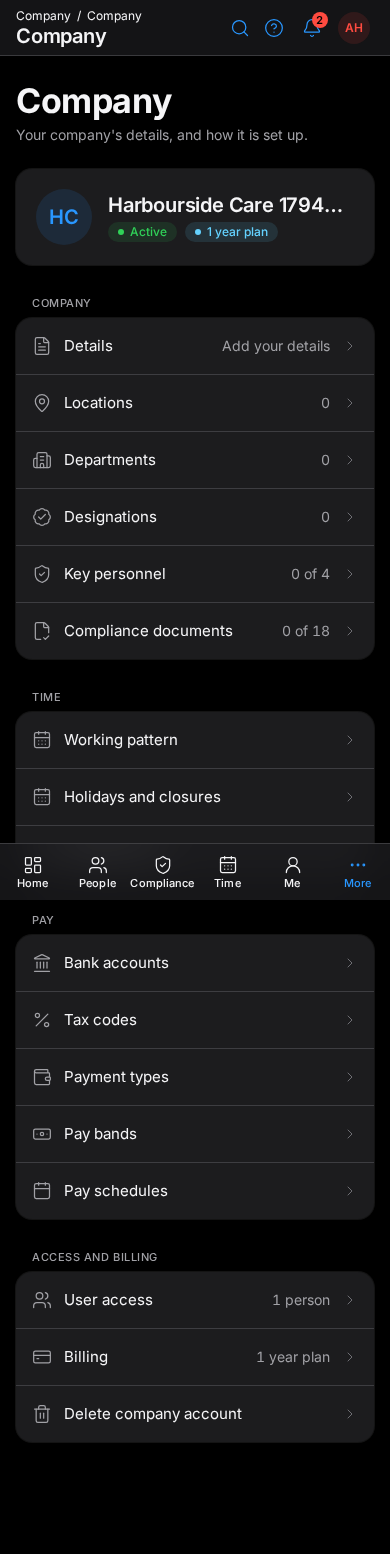 Company / Company
Company
2
AH
Company
Your company's details, and how it is set up.
HC
Harbourside Care 1794...
Active
1 year plan
COMPANY
Details Add your details
Locations 0
Departments 0
Designations 0
Key personnel 0 of 4
Compliance documents 0 of 18
TIME
Working pattern
Holidays and closures
Home People Compliance Time Me More
PAY
Bank accounts
Tax codes
Payment types
Pay bands
Pay schedules
ACCESS AND BILLING
User access 1 person
Billing 1 year plan
Delete company account